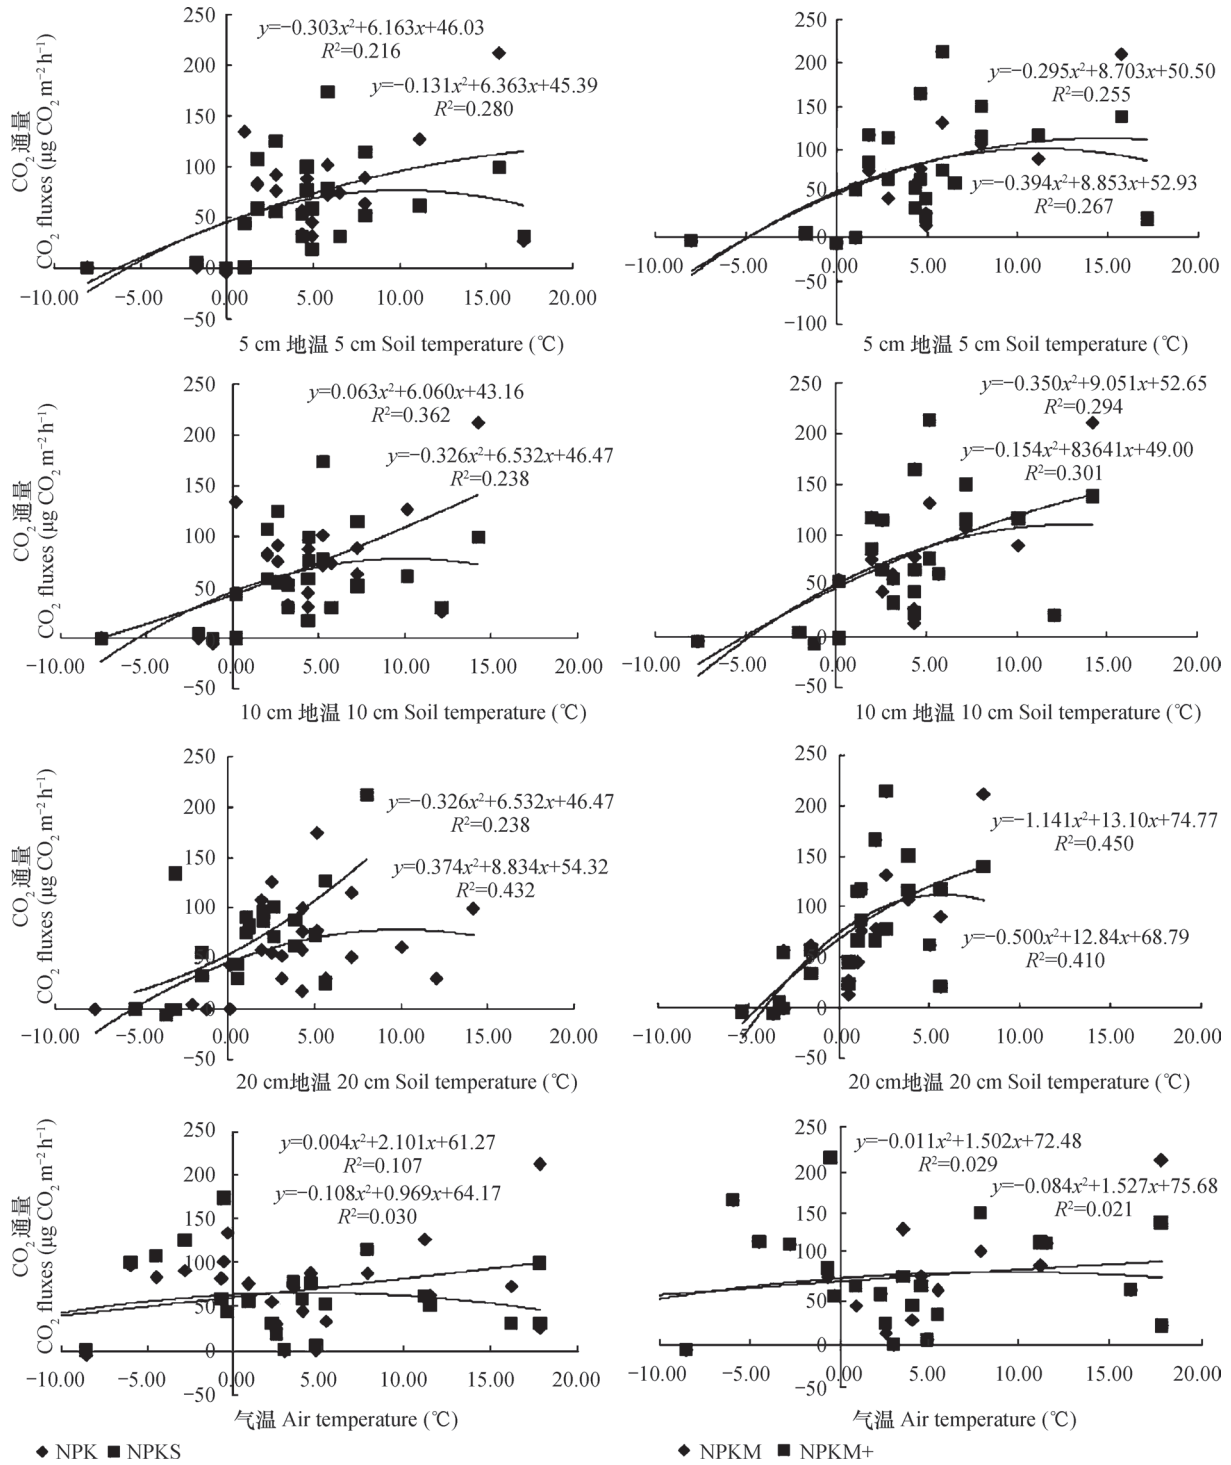 CO₂通量
CO₂ fluxes (μg CO₂ m⁻² h⁻¹)
250
200
150
100
50
0
−50
y=−0.303x²+6.163x+46.03
R²=0.216
y=−0.131x²+6.363x+45.39
R²=0.280
−10.00 −5.00 0.00 5.00 10.00 15.00 20.00
5 cm 地温 5 cm Soil temperature (℃)
250
200
150
100
50
0
−50
−100
y=−0.295x²+8.703x+50.50
R²=0.255
y=−0.394x²+8.853x+52.93
R²=0.267
−10.00 −5.00 0.00 5.00 10.00 15.00 20.00
5 cm 地温 5 cm Soil temperature (℃)
CO₂通量
CO₂ fluxes (μg CO₂ m⁻² h⁻¹)
250
200
150
100
50
0
−50
y=0.063x²+6.060x+43.16
R²=0.362
y=−0.326x²+6.532x+46.47
R²=0.238
−10.00 −5.00 0.00 5.00 10.00 15.00 20.00
10 cm 地温 10 cm Soil temperature (℃)
250
200
150
100
50
0
−50
y=−0.350x²+9.051x+52.65
R²=0.294
y=−0.154x²+83641x+49.00
R²=0.301
−10.00 −5.00 0.00 5.00 10.00 15.00 20.00
10 cm 地温 10 cm Soil temperature (℃)
CO₂通量
CO₂ fluxes (μg CO₂ m⁻² h⁻¹)
250
200
150
100
50
0
−50
y=−0.326x²+6.532x+46.47
R²=0.238
y=0.374x²+8.834x+54.32
R²=0.432
−10.00 −5.00 0.00 5.00 10.00 15.00 20.00
20 cm地温 20 cm Soil temperature (℃)
250
200
150
100
50
0
−50
y=−1.141x²+13.10x+74.77
R²=0.450
y=−0.500x²+12.84x+68.79
R²=0.410
−10.00 −5.00 0.00 5.00 10.00 15.00 20.00
20 cm地温 20 cm Soil temperature (℃)
CO₂通量
CO₂ fluxes (μg CO₂ m⁻² h⁻¹)
250
200
150
100
50
0
−50
y=0.004x²+2.101x+61.27
R²=0.107
y=−0.108x²+0.969x+64.17
R²=0.030
−10.00 −5.00 0.00 5.00 10.00 15.00 20.00
气温 Air temperature (℃)
250
200
150
100
50
0
−50
y=−0.011x²+1.502x+72.48
R²=0.029
y=−0.084x²+1.527x+75.68
R²=0.021
−10.00 −5.00 0.00 5.00 10.00 15.00 20.00
气温 Air temperature (℃)
◆ NPK ■ NPKS
◆ NPKM ■ NPKM+